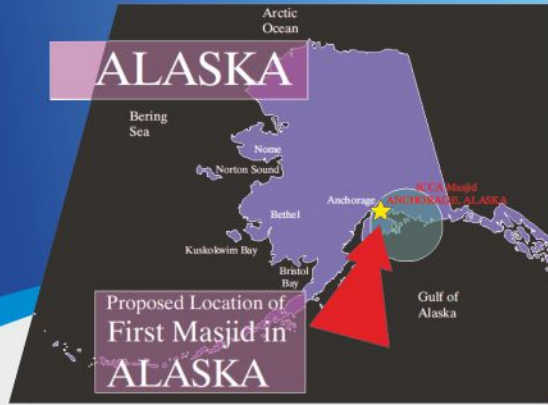 Arctic
Ocean
ALASKA
Bering
Sea
Nome
Norton Sound
ICCA Masjid
Anchorage
ANCHORAGE, ALASKA
Bethel
Kuskokwim Bay
Bristol
Bay
Gulf of
Alaska
Proposed Location of
First Masjid in
ALASKA